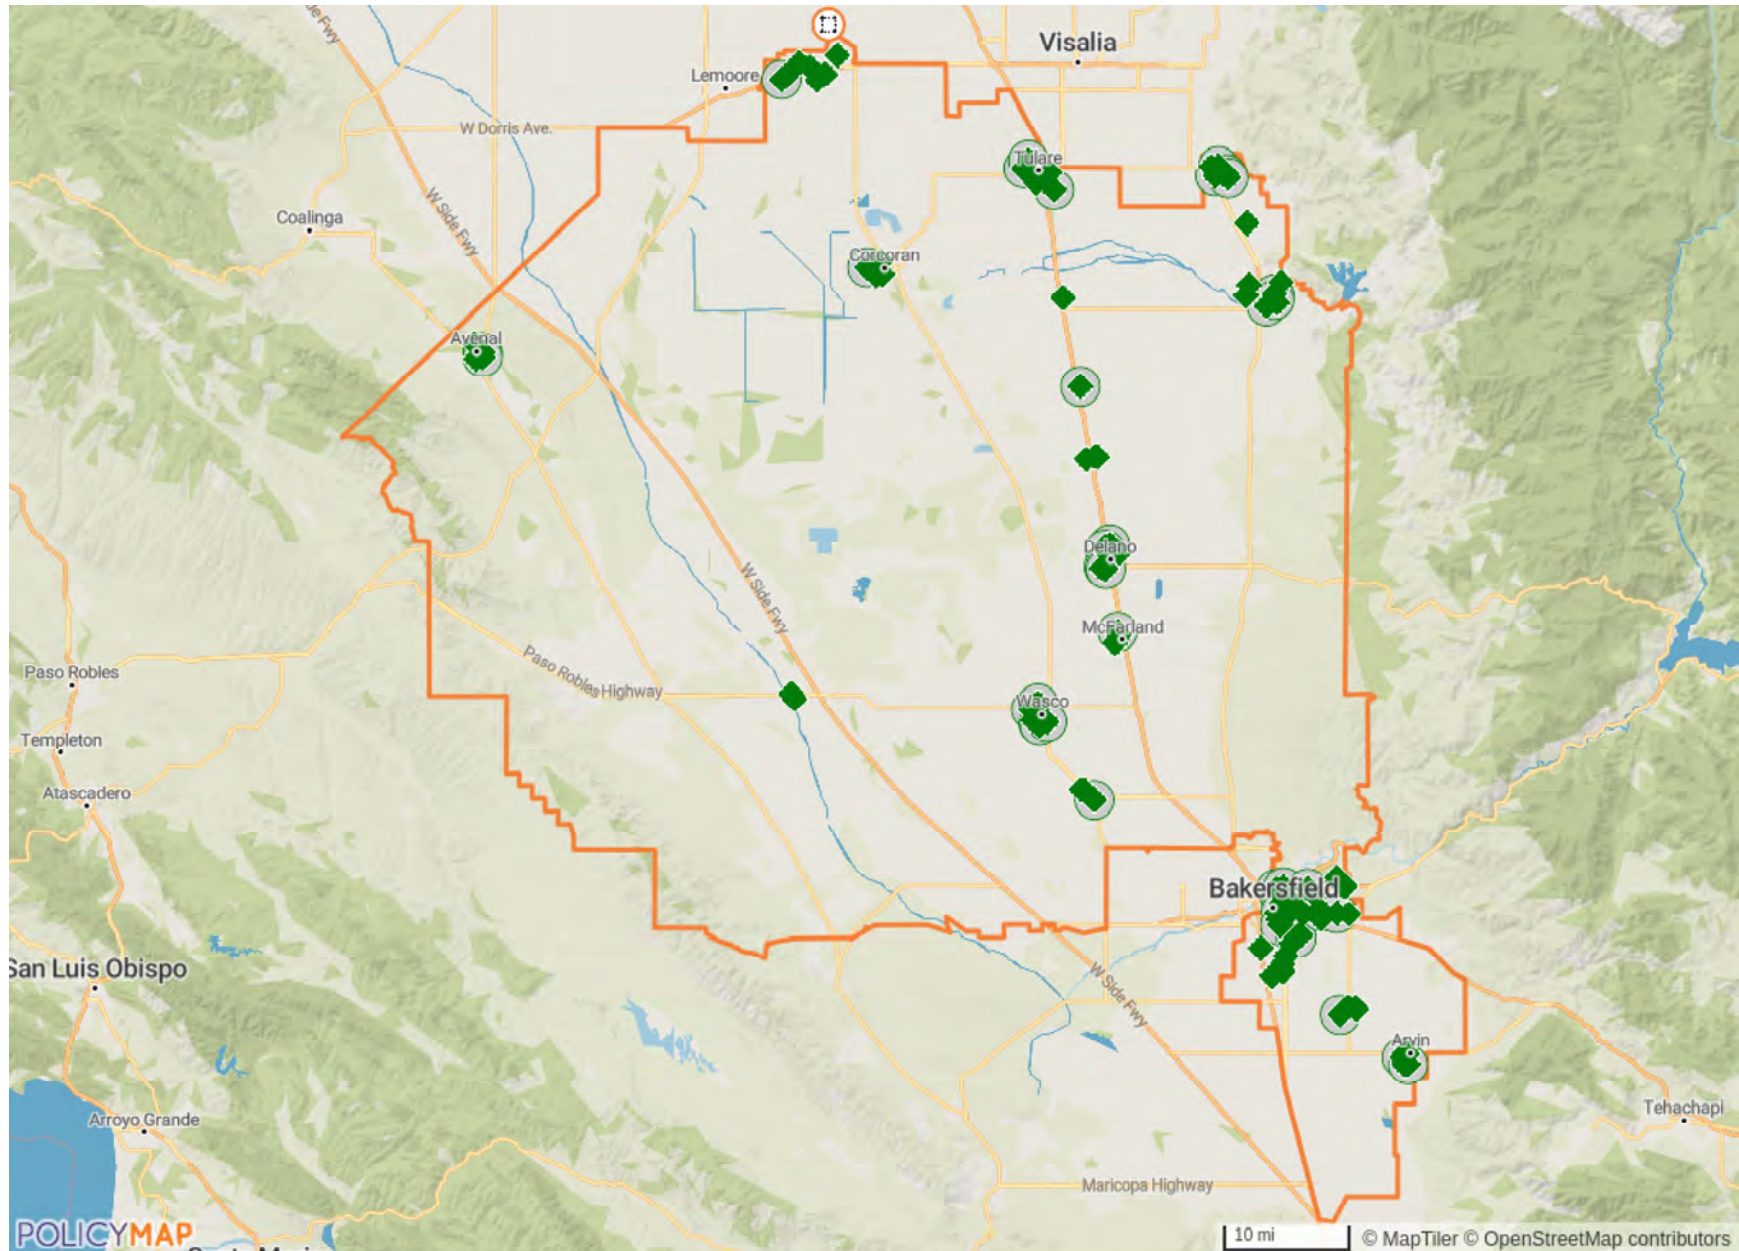 y Fwy
Visalia
Lemoore
W Dorris Ave.
Tulare
W Side Fwy
Coalinga
Corcoran
Avenal
Delano
W Side Fwy
McFarland
Paso Robles Highway
Paso Robles
Wasco
Templeton
Atascadero
Bakersfield
San Luis Obispo
W Side Fwy
Arvin
Arroyo Grande
Tehachapi
Maricopa Highway
POLICYMAP
10 mi
© MapTiler © OpenStreetMap contributors